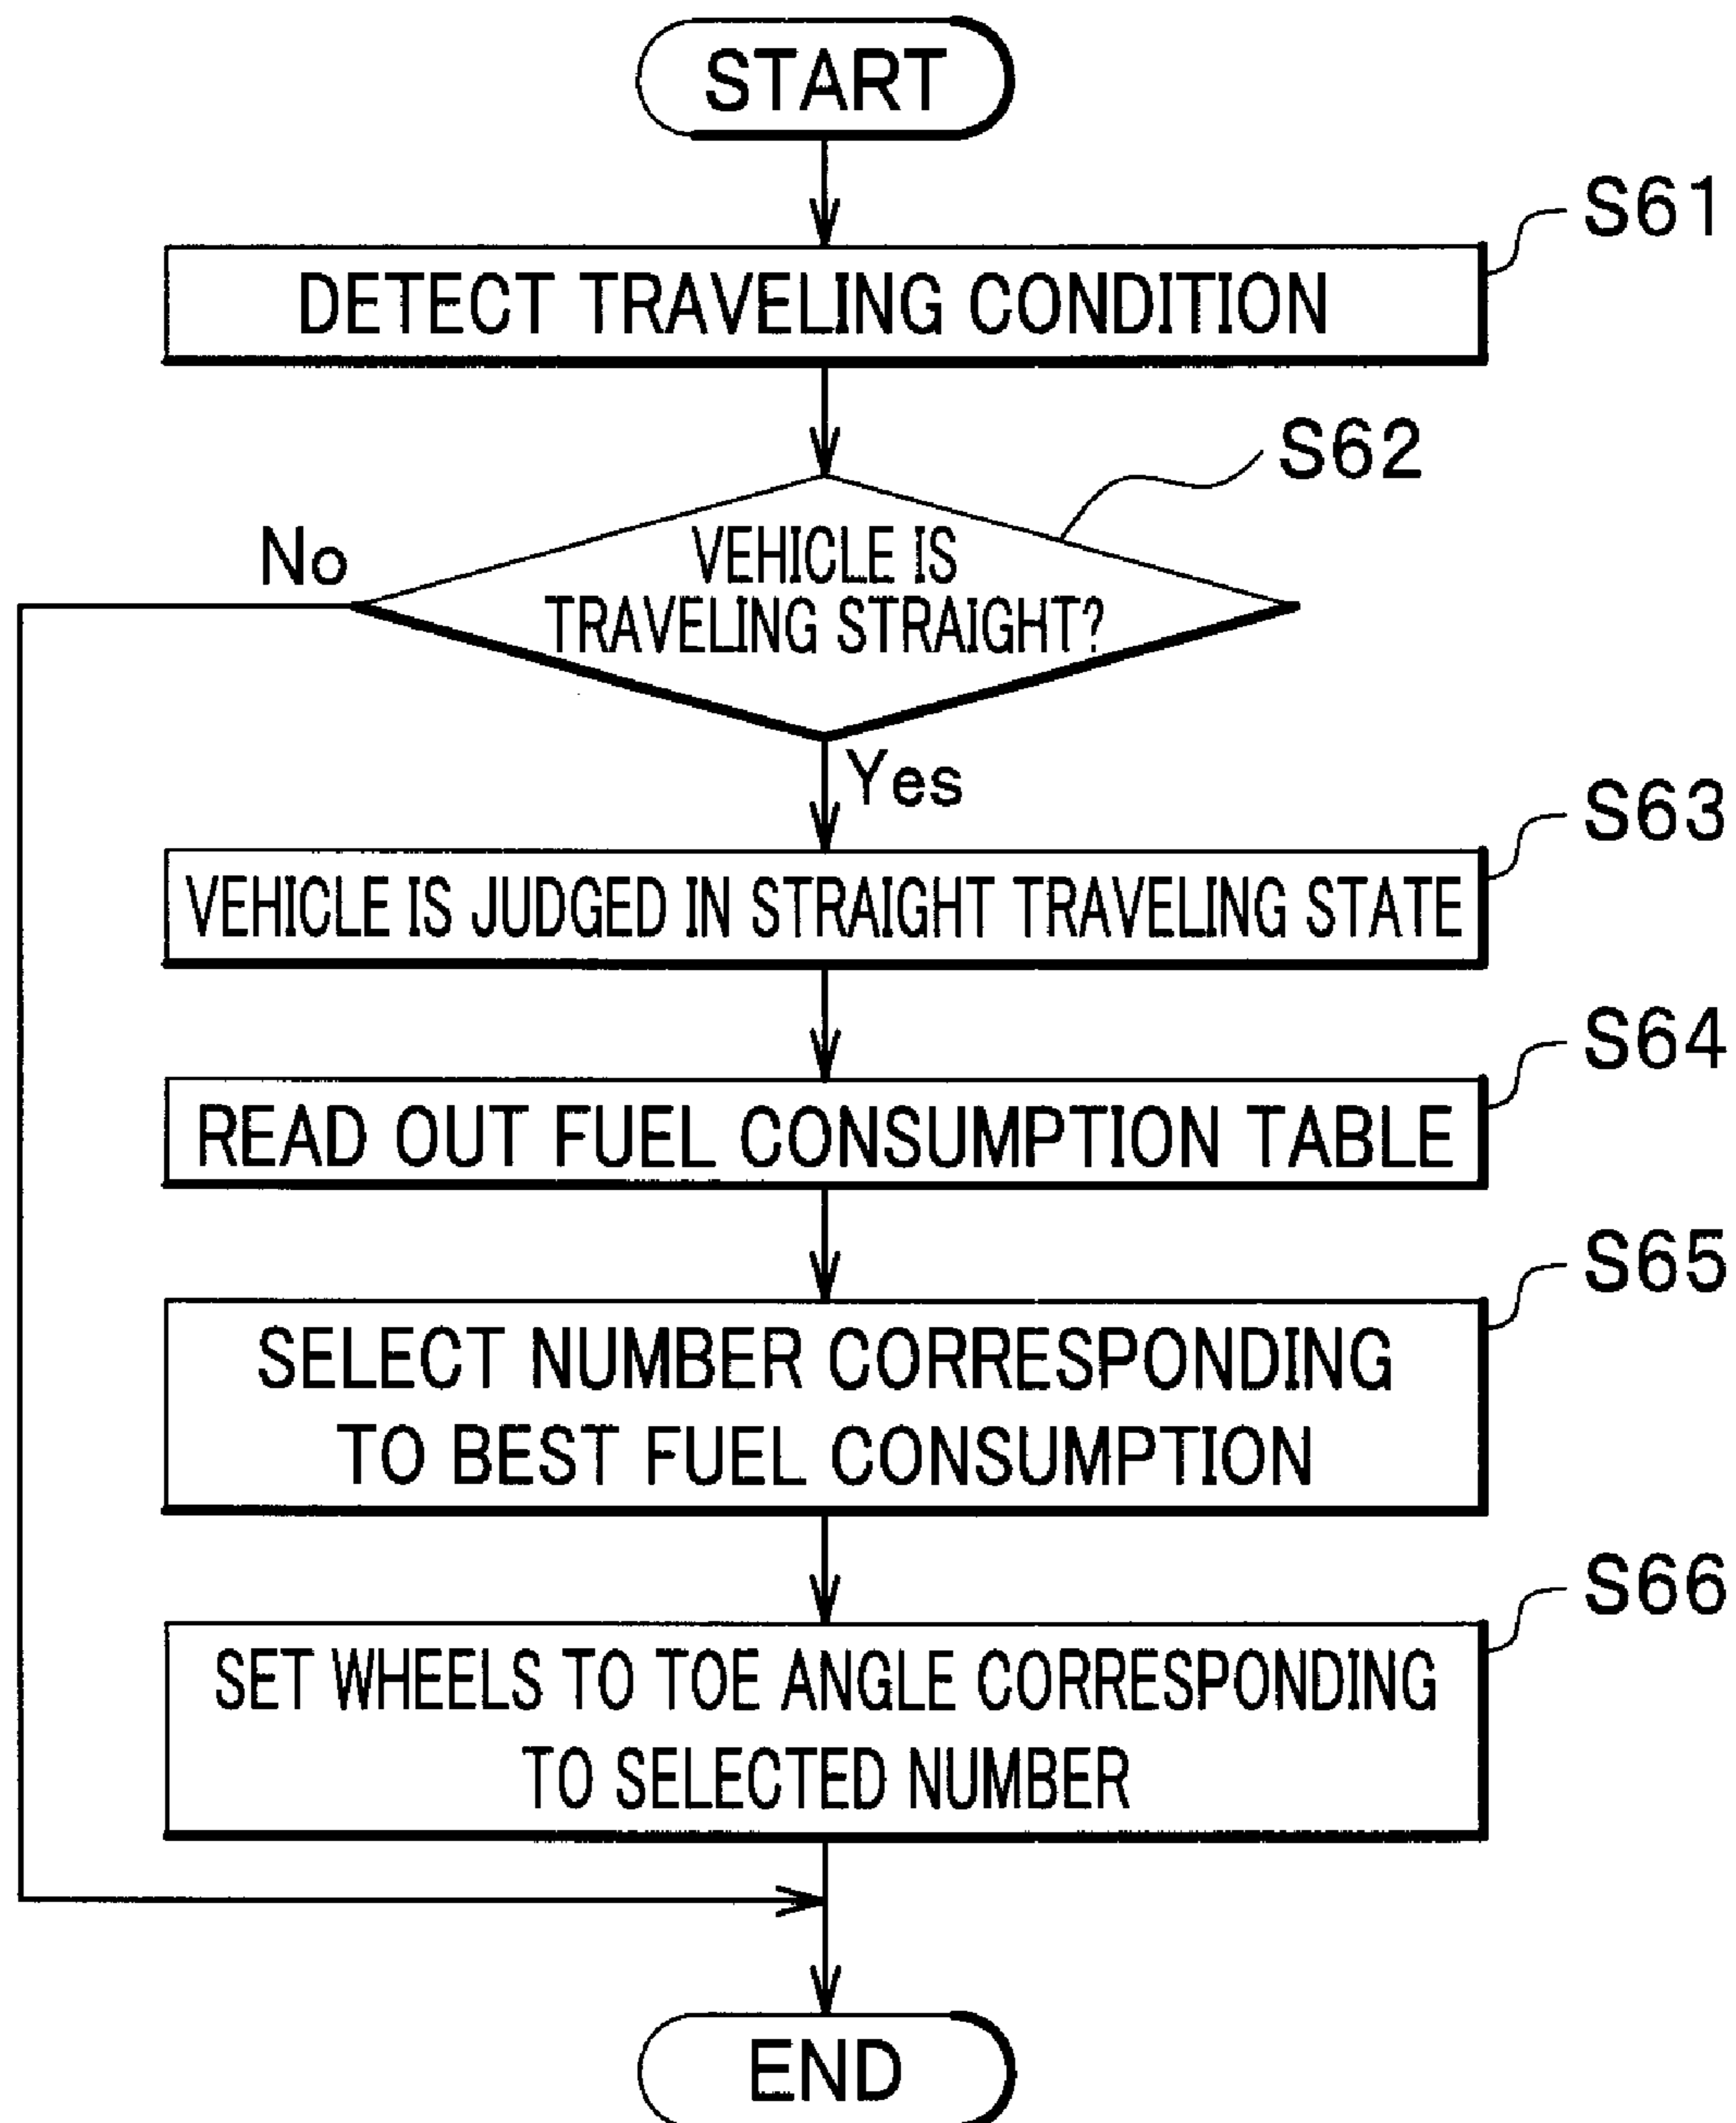 START
S61
DETECT TRAVELING CONDITION
S62
No
VEHICLE IS
TRAVELING STRAIGHT?
Yes
S63
VEHICLE IS JUDGED IN STRAIGHT TRAVELING STATE
S64
READ OUT FUEL CONSUMPTION TABLE
S65
SELECT NUMBER CORRESPONDING
TO BEST FUEL CONSUMPTION
S66
SET WHEELS TO TOE ANGLE CORRESPONDING
TO SELECTED NUMBER
END